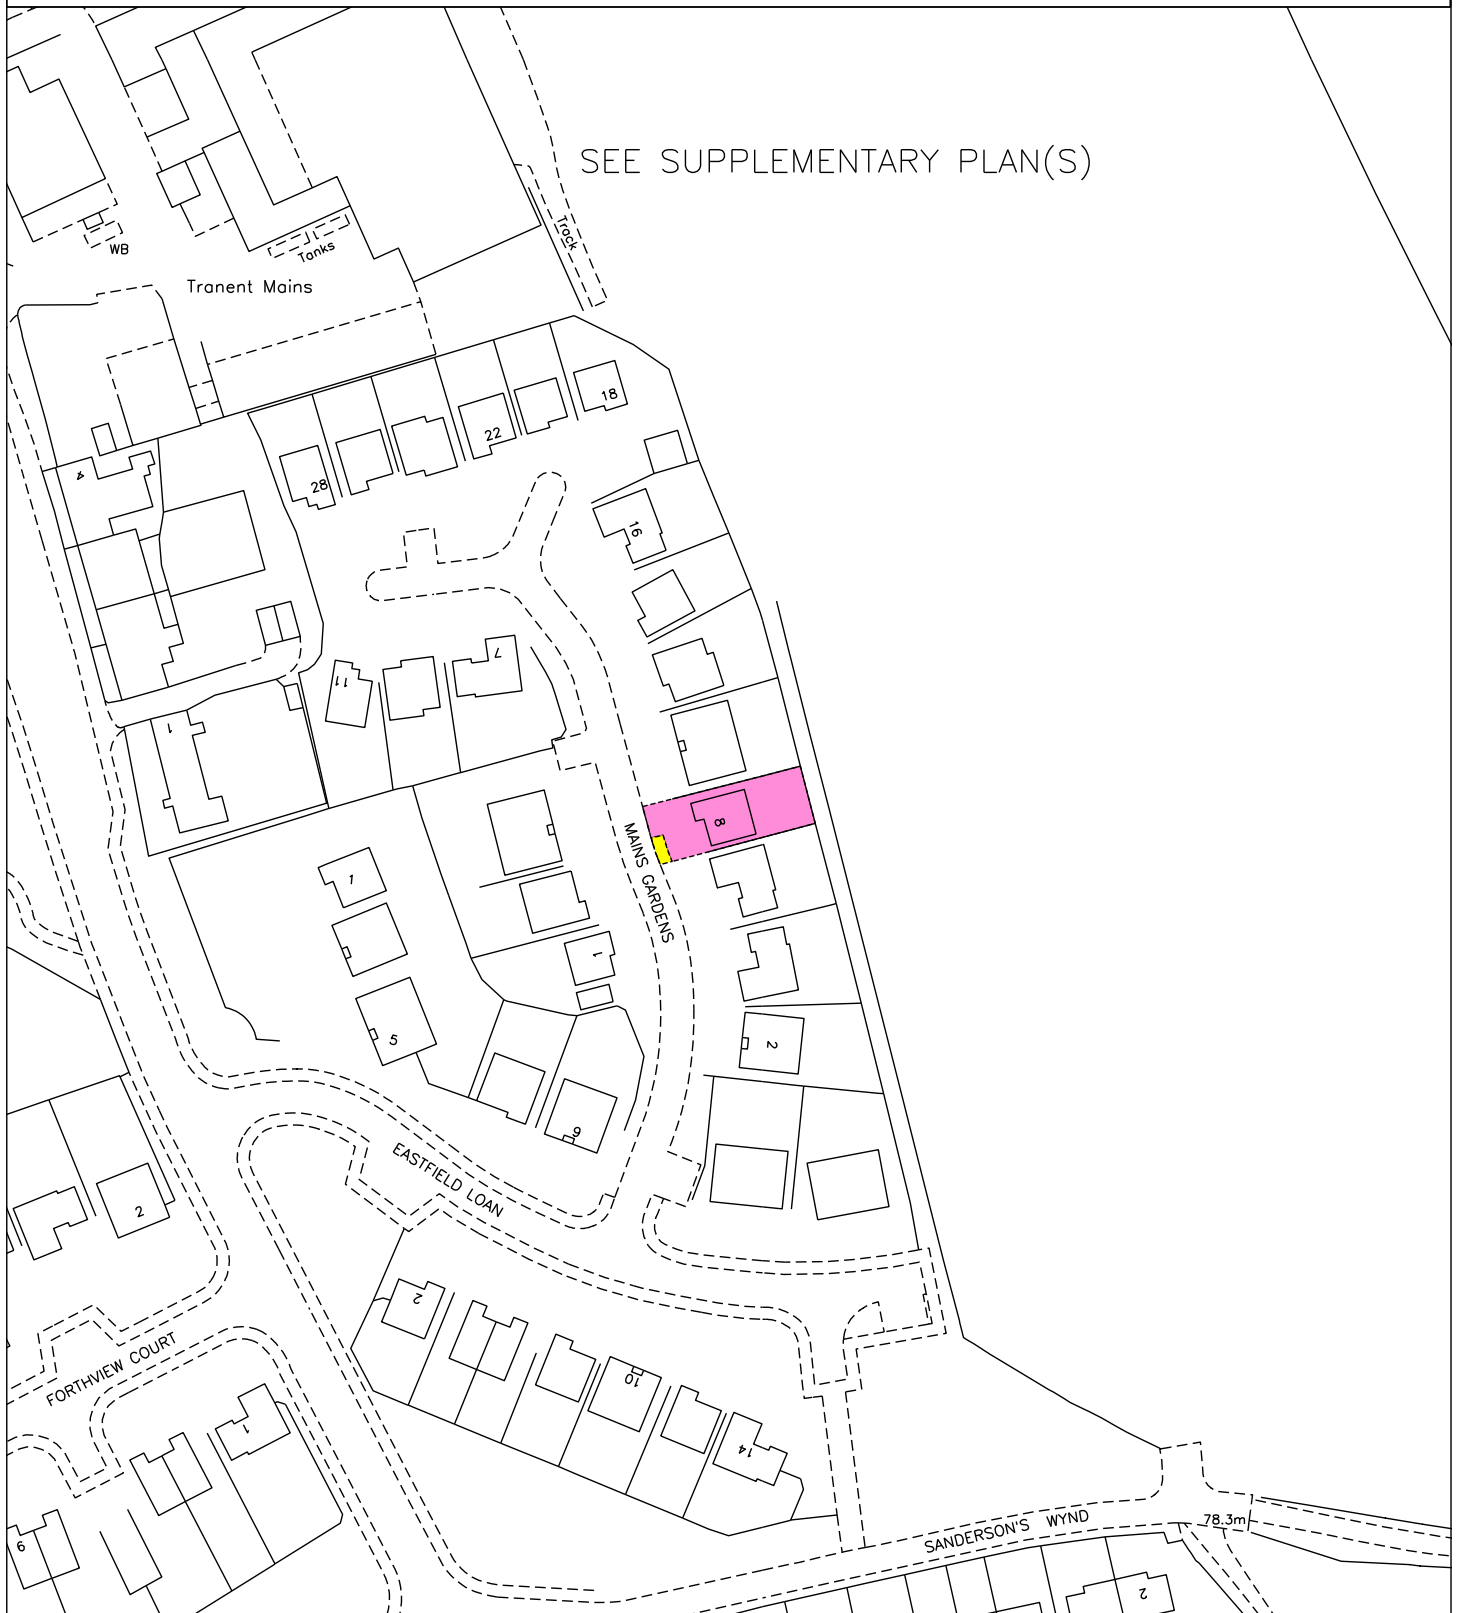 SEE SUPPLEMENTARY PLAN(S)
Track
WB
Tanks
Tranent Mains
18
22
28
4
16
7
11
1
8
MAINS GARDENS
1
1
5
2
9
EASTFIELD LOAN
2
2
10
14
FORTHVIEW COURT
1
6
SANDERSON'S WYND
78.3m
2